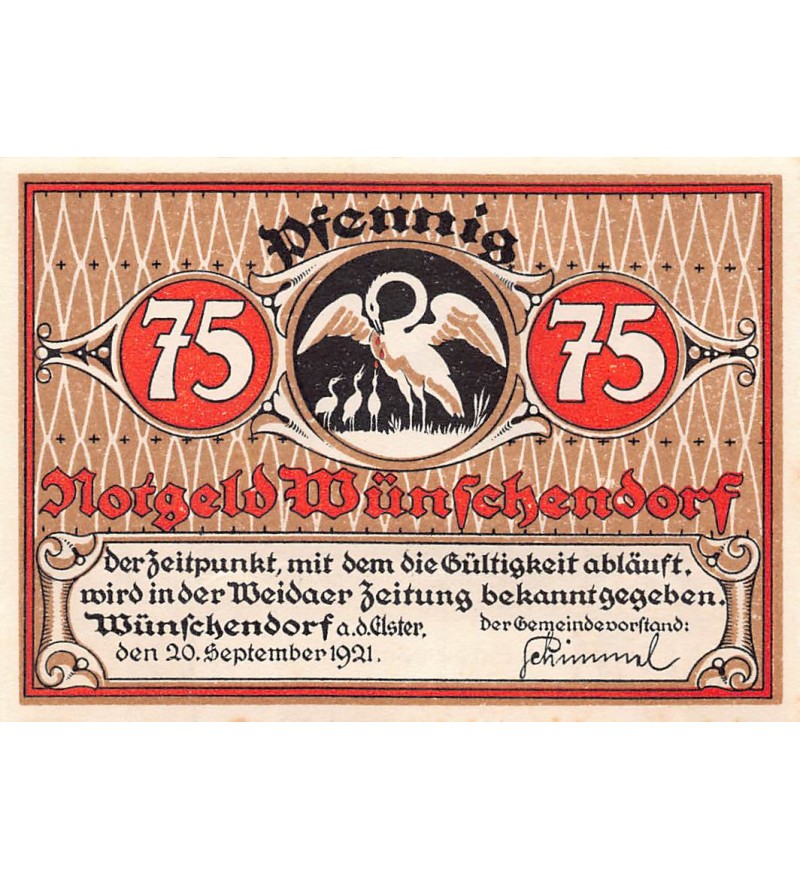 Pfennig
75 75
Notgeld Wünschendorf
der Zeitpunkt, mit dem die Gültigkeit abläuft,
wird in der Weidaer Zeitung bekanntgegeben.
Wünschendorf a.d. Elster, der Gemeindevorstand:
den 20. September 1921. Schimmel